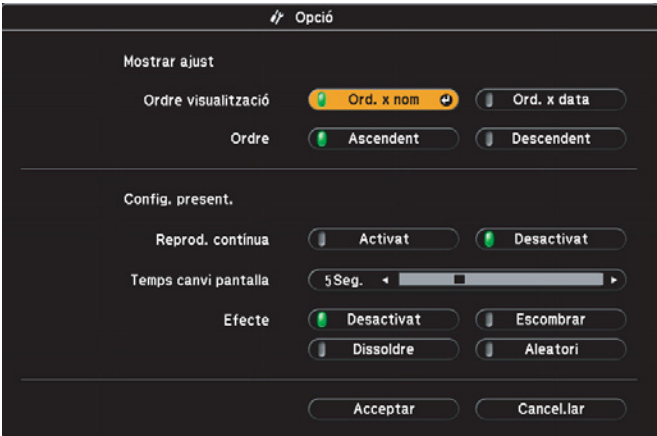 Opció
Mostrar ajust
Ordre visualització Ord. x nom Ord. x data
Ordre Ascendent Descendent
Config. present.
Reprod. contínua Activat Desactivat
Temps canvi pantalla 5Seg.
Efecte Desactivat Escombrar
Dissoldre Aleatori
Acceptar Cancel.lar